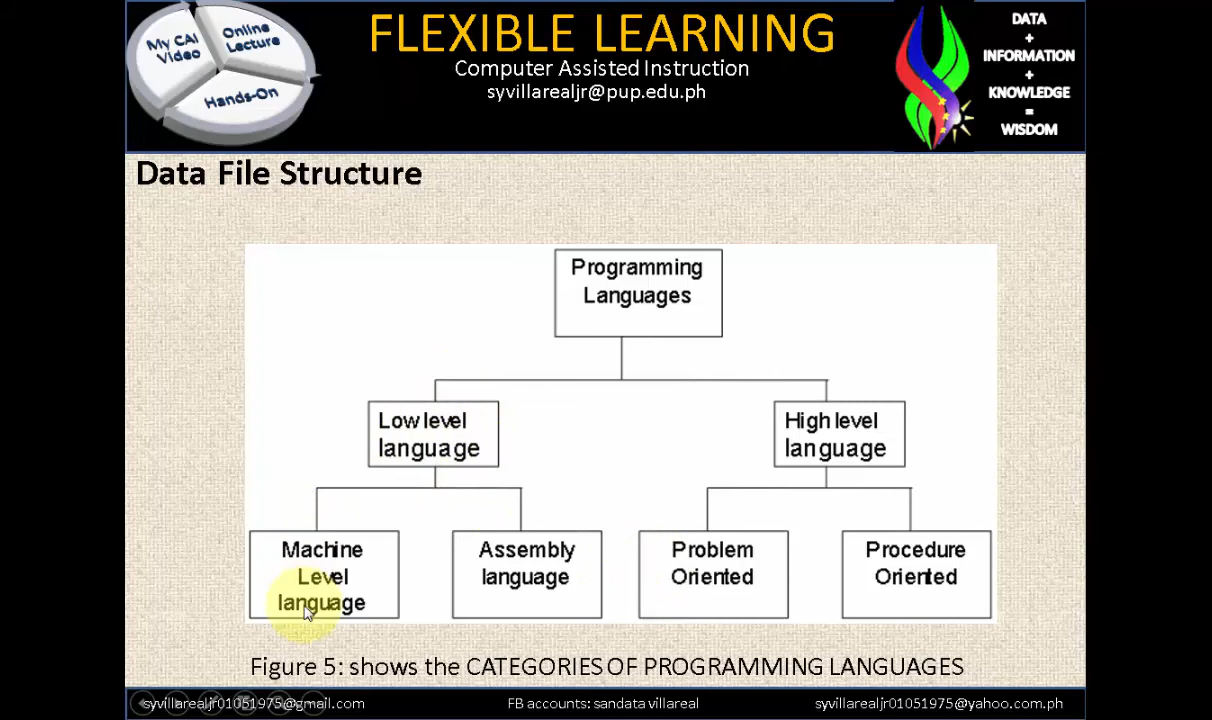 My CAI
Video
Online
Lecture
Hands-On
FLEXIBLE LEARNING
Computer Assisted Instruction
syvillarealjr@pup.edu.ph
DATA
+
INFORMATION
+
KNOWLEDGE
=
WISDOM
Data File Structure
Programming
Languages
Low level
language
High level
language
Machine
Level
language
Assembly
language
Problem
Oriented
Procedure
Oriented
Figure 5: shows the CATEGORIES OF PROGRAMMING LANGUAGES
syvillarealjr01051975@gmail.com
FB accounts: sandata villareal
syvillarealjr01051975@yahoo.com.ph